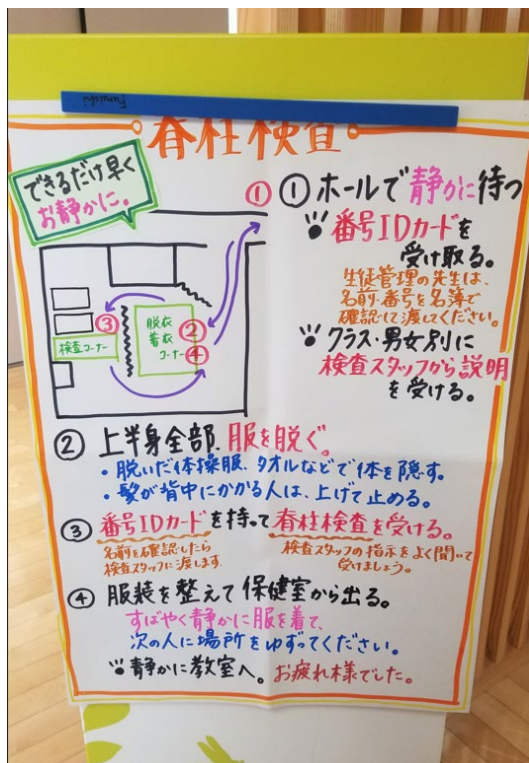 Furuichi
脊柱検査
できるだけ早く
お静かに。
① ① ホールで静かに待つ
番号IDカードを
受け取る。
生徒管理の先生は、
名前・番号を名簿で
確認して渡してください。
クラス・男女別に
検査スタッフから説明
を受ける。
③
脱衣
着衣
コーナー
②
④
検査コーナー
② 上半身全部、服を脱ぐ。
・脱いだ体操服、タオルなどで体を隠す。
・髪が背中にかかる人は、上げて止める。
③ 番号IDカードを持って脊柱検査を受ける。
名前を確認したら
検査スタッフに渡します
検査スタッフの指示をよく聞いて
受けましょう。
④ 服装を整えて保健室から出る。
すばやく静かに服を着て、
次の人に場所をゆずってください。
静かに教室へ。お疲れ様でした。